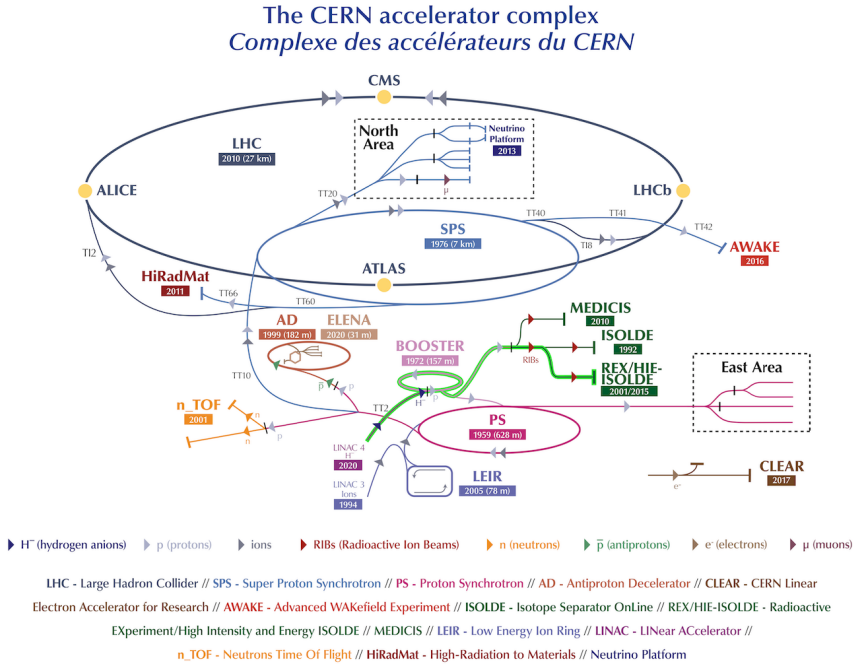 The CERN accelerator complex
Complexe des accélérateurs du CERN
CMS
LHC
2010 (27 km)
North
Area
Neutrino
Platform
2013
μ
ALICE
LHCb
TT20
SPS
1976 (7 km)
TT40
TT41
TT42
TI8
TI2
AWAKE
2016
HiRadMat
2011
TT66
ATLAS
TT60
AD
1999 (182 m)
ELENA
2020 (31 m)
MEDICIS
2010
BOOSTER
1972 (157 m)
ISOLDE
1992
RIBs
REX/HIE-
ISOLDE
2001/2015
East Area
TT10
p̅
p
H⁻
p
TT2
n_TOF
2001
n
n
p
PS
1959 (628 m)
LINAC 4
H⁻
2020
LINAC 3
Ions
1994
LEIR
2005 (78 m)
CLEAR
2017
e⁻
H⁻ (hydrogen anions)
p (protons)
ions
RIBs (Radioactive Ion Beams)
n (neutrons)
p̅ (antiprotons)
e⁻ (electrons)
μ (muons)
LHC - Large Hadron Collider // SPS - Super Proton Synchrotron // PS - Proton Synchrotron // AD - Antiproton Decelerator // CLEAR - CERN Linear
Electron Accelerator for Research // AWAKE - Advanced WAKefield Experiment // ISOLDE - Isotope Separator OnLine // REX/HIE-ISOLDE - Radioactive
EXperiment/High Intensity and Energy ISOLDE // MEDICIS // LEIR - Low Energy Ion Ring // LINAC - LINear ACcelerator //
n_TOF - Neutrons Time Of Flight // HiRadMat - High-Radiation to Materials // Neutrino Platform